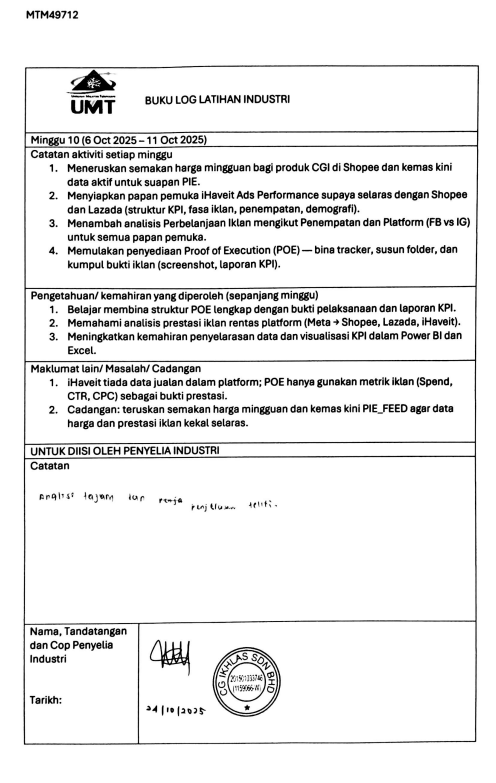 MTM49712
UNIVERSITI MALAYSIA TERENGGANU
UMT
BUKU LOG LATIHAN INDUSTRI
Minggu 10 (6 Oct 2025 – 11 Oct 2025)
Catatan aktiviti setiap minggu
1. Meneruskan semakan harga mingguan bagi produk CGI di Shopee dan kemas kini
data aktif untuk suapan PIE.
2. Menyiapkan papan pemuka iHaveit Ads Performance supaya selaras dengan Shopee
dan Lazada (struktur KPI, fasa iklan, penempatan, demografi).
3. Menambah analisis Perbelanjaan Iklan mengikut Penempatan dan Platform (FB vs IG)
untuk semua papan pemuka.
4. Memulakan penyediaan Proof of Execution (POE) — bina tracker, susun folder, dan
kumpul bukti iklan (screenshot, laporan KPI).
Pengetahuan/ kemahiran yang diperoleh (sepanjang minggu)
1. Belajar membina struktur POE lengkap dengan bukti pelaksanaan dan laporan KPI.
2. Memahami analisis prestasi iklan rentas platform (Meta → Shopee, Lazada, iHaveit).
3. Meningkatkan kemahiran penyelarasan data dan visualisasi KPI dalam Power BI dan
Excel.
Maklumat lain/ Masalah/ Cadangan
1. iHaveit tiada data jualan dalam platform; POE hanya gunakan metrik iklan (Spend,
CTR, CPC) sebagai bukti prestasi.
2. Cadangan: teruskan semakan harga mingguan dan kemas kini PIE_FEED agar data
harga dan prestasi iklan kekal selaras.
UNTUK DIISI OLEH PENYELIA INDUSTRI
Catatan
Analisis tajam dan kerja teliti.
Nama, Tandatangan
dan Cop Penyelia
Industri
CG IKHLAS SDN BHD
201501333746
(1159066-W)
Tarikh:
24/10/2025